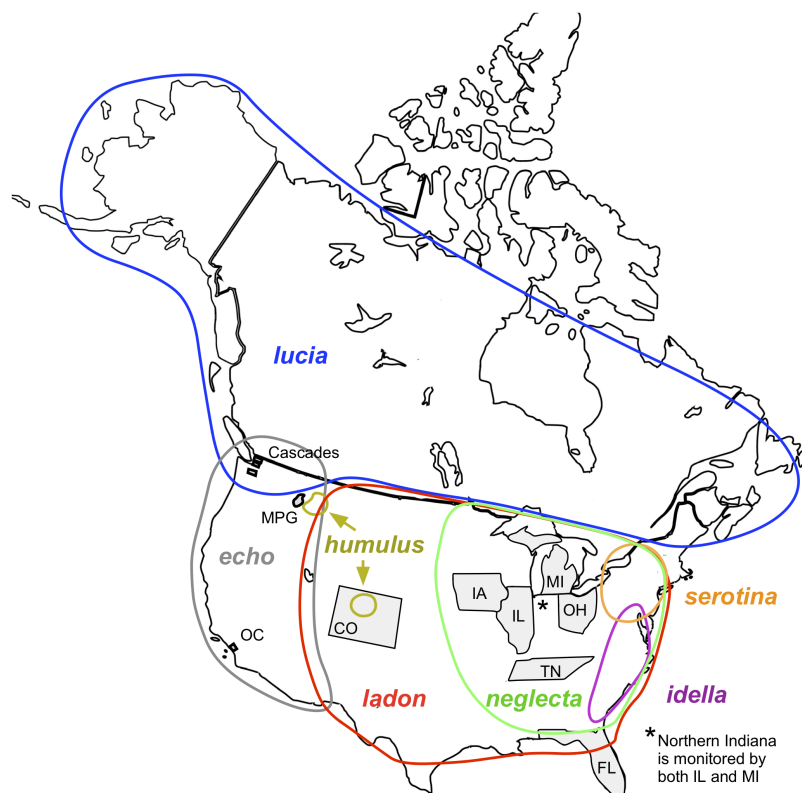 lucia
Cascades
MPG
humulus
echo
IA
MI
IL
*
OH
serotina
CO
OC
TN
ladon
neglecta
idella
* Northern Indiana
is monitored by
both IL and MI
FL